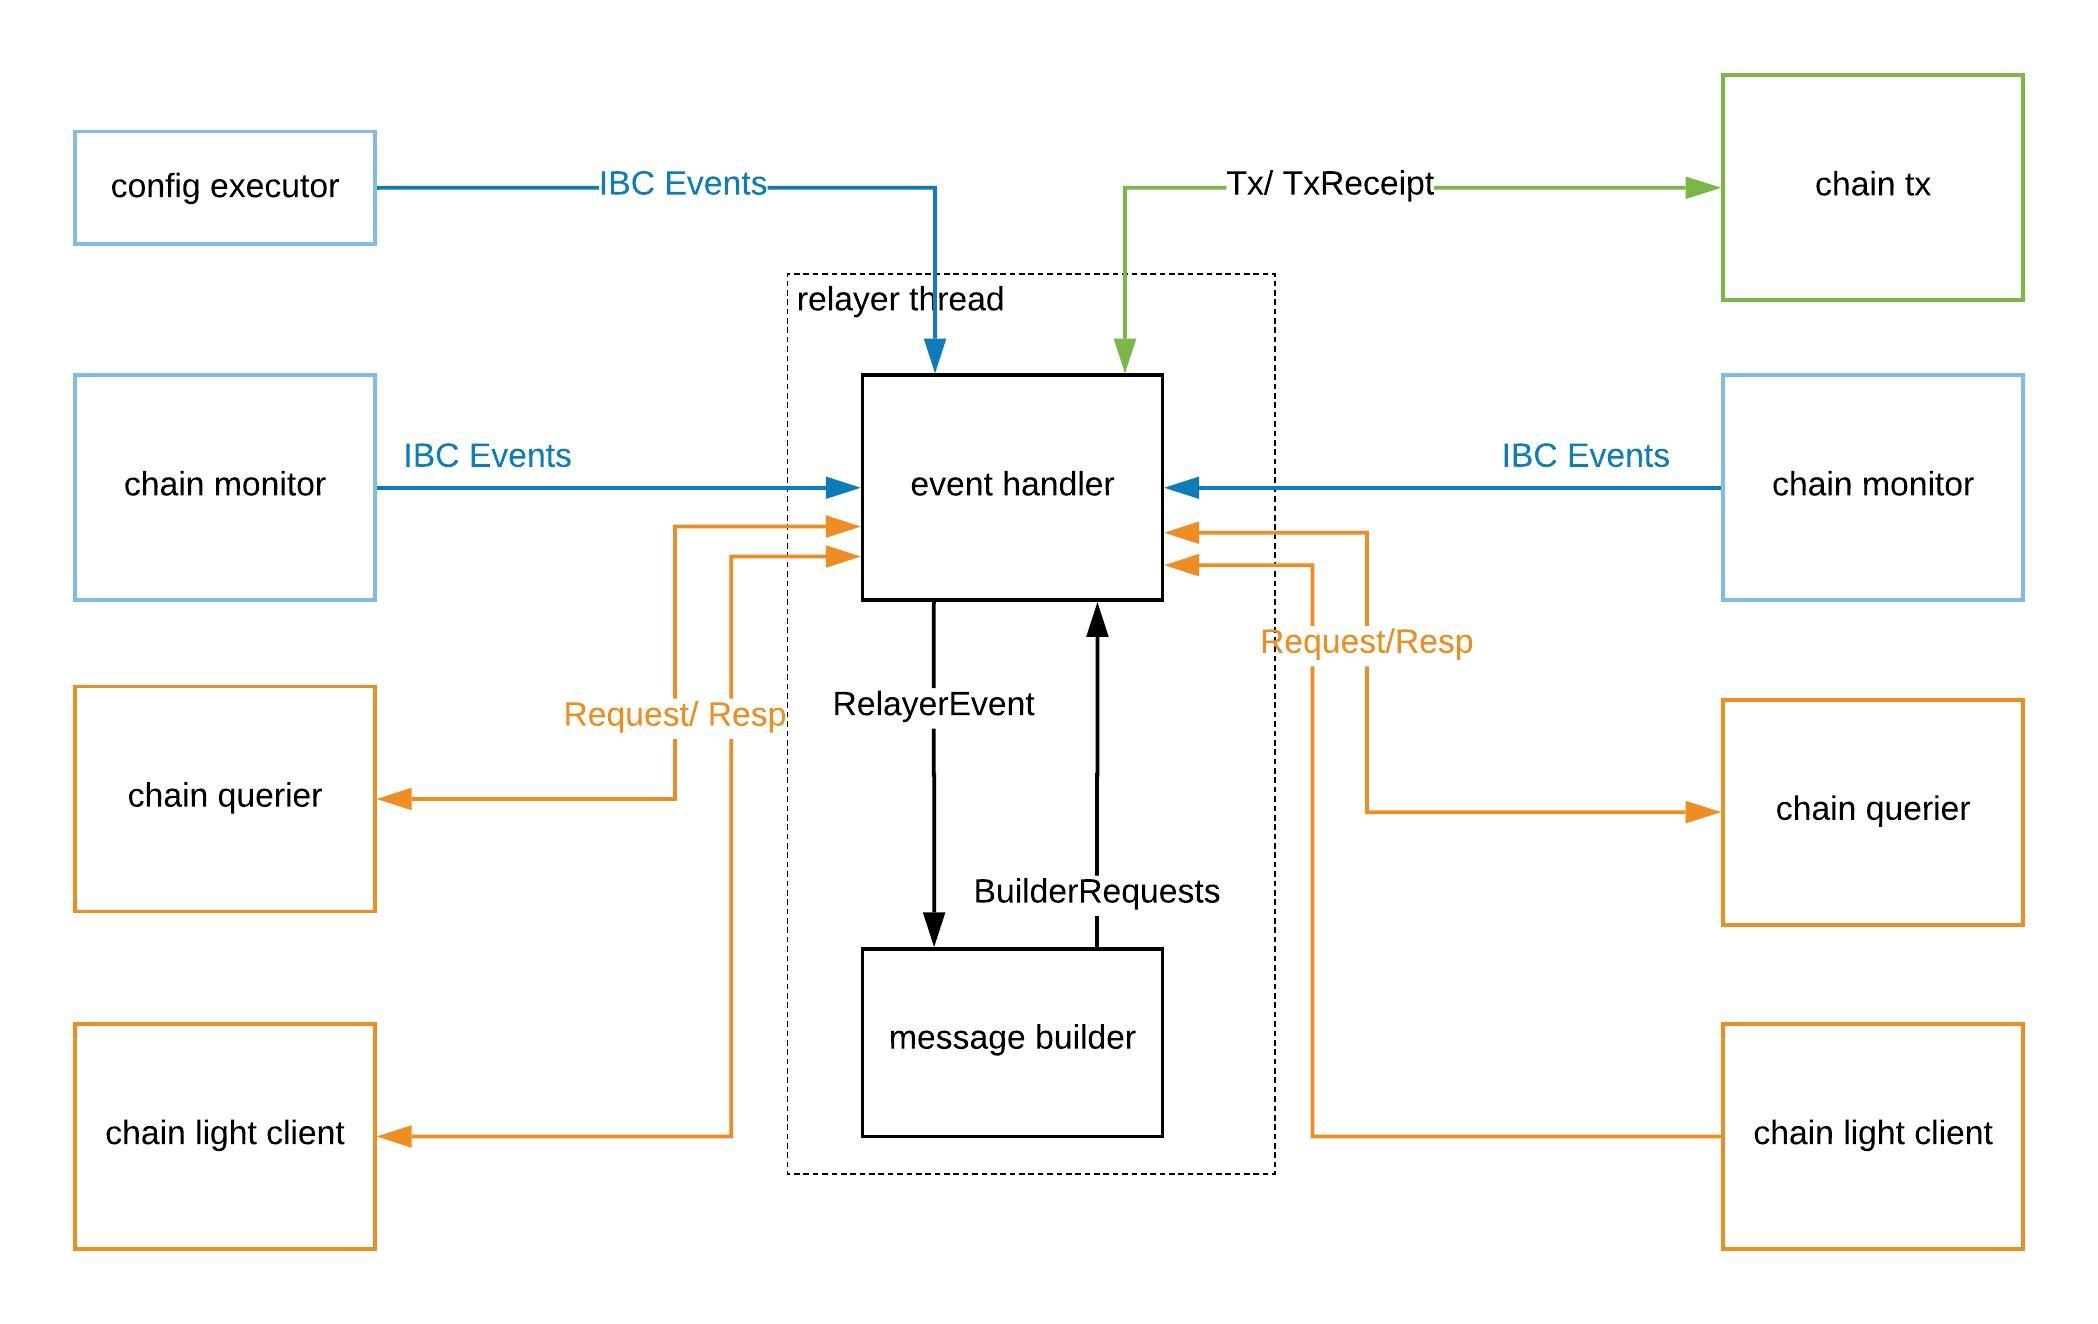 config executor
IBC Events
Tx/ TxReceipt
chain tx
relayer thread
chain monitor
IBC Events
event handler
IBC Events
chain monitor
Request/ Resp
RelayerEvent
Request/Resp
chain querier
BuilderRequests
chain querier
chain light client
message builder
chain light client